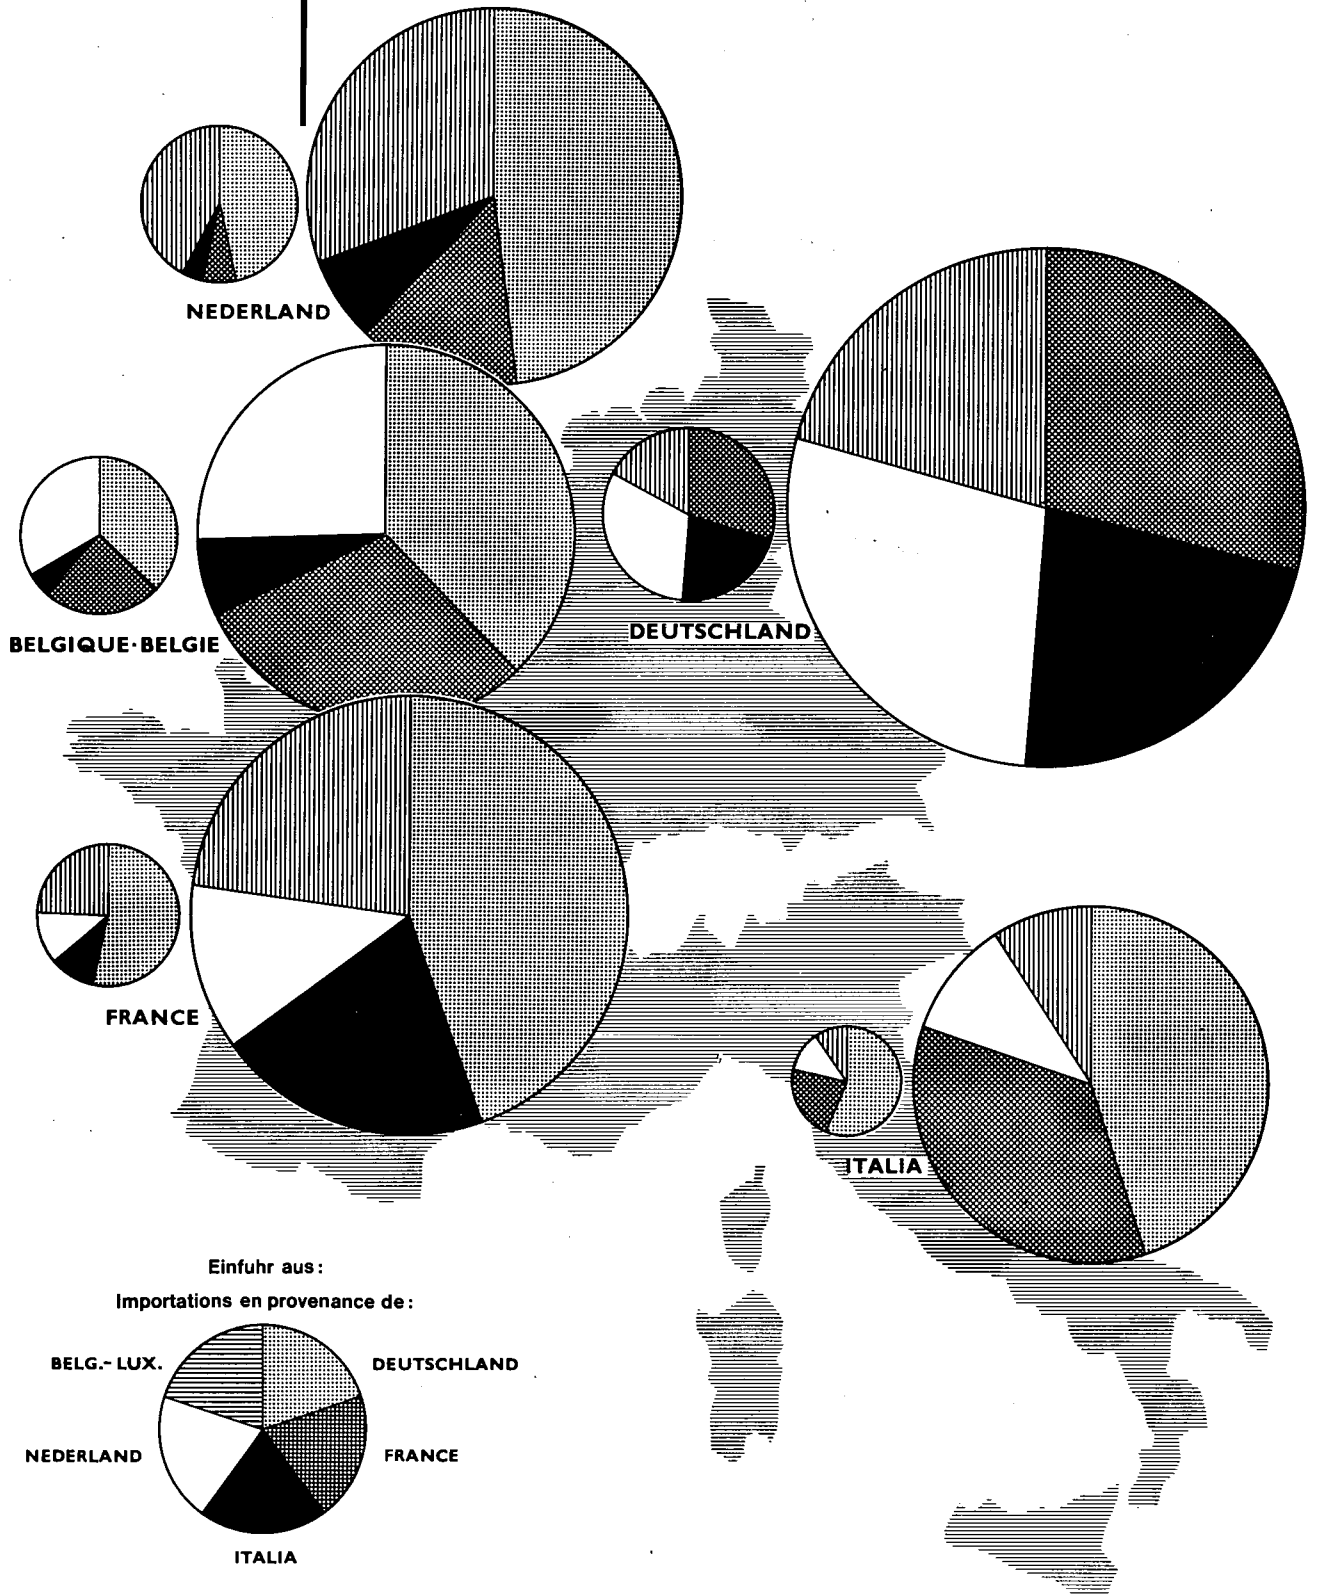 NEDERLAND
BELGIQUE·BELGIE
DEUTSCHLAND
FRANCE
ITALIA
Einfuhr aus:
Importations en provenance de:
BELG.-LUX.
DEUTSCHLAND
NEDERLAND
FRANCE
ITALIA